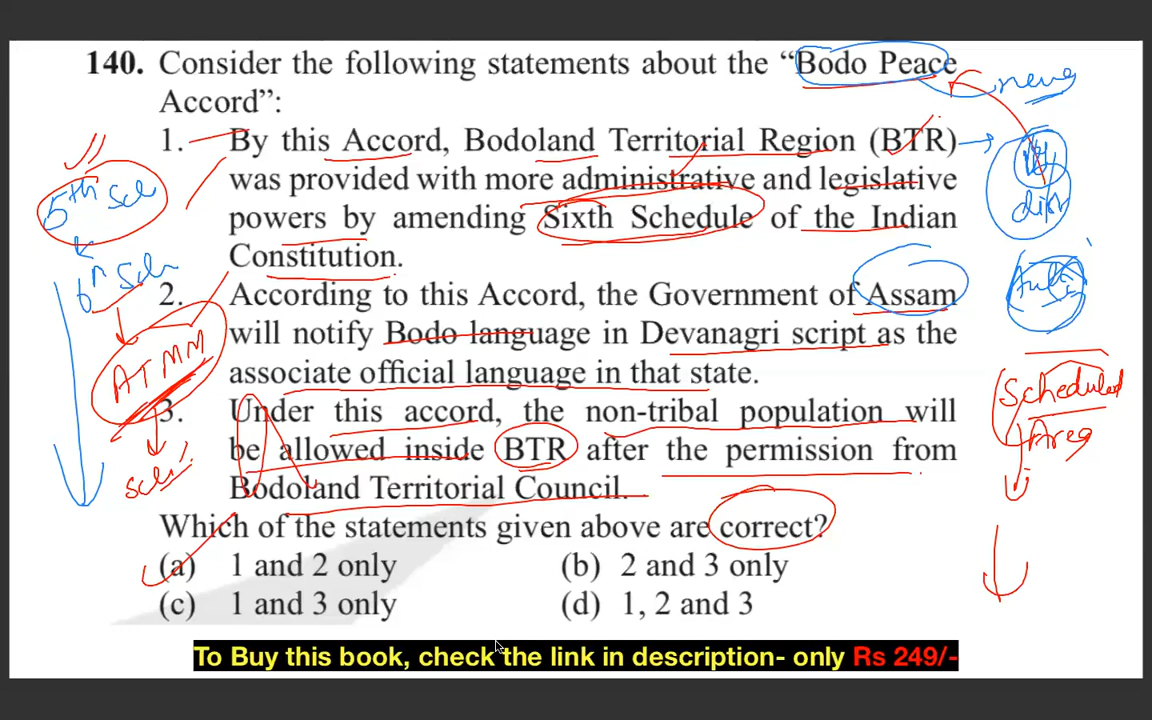 140. Consider the following statements about the “Bodo Peace
Accord”:
news
1. By this Accord, Bodoland Territorial Region (BTR)
was provided with more administrative and legislative
5th Sch
powers by amending Sixth Schedule of the Indian
Constitution.
6th Sch
2. According to this Accord, the Government of Assam
will notify Bodo language in Devanagri script as the
ATMM
associate official language in that state.
Scheduled
Area
3. Under this accord, the non-tribal population will
be allowed inside BTR after the permission from
Bodoland Territorial Council.
Which of the statements given above are correct?
(a) 1 and 2 only (b) 2 and 3 only
(c) 1 and 3 only (d) 1, 2 and 3
To Buy this book, check the link in description- only Rs 249/-